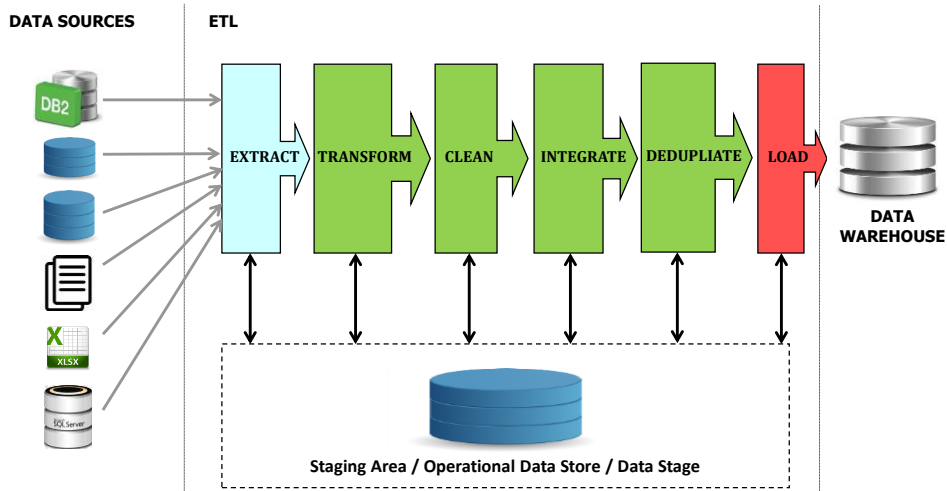 DATA SOURCES
ETL
DB2
EXTRACT
TRANSFORM
CLEAN
INTEGRATE
DEDUPLIATE
LOAD
DATA
WAREHOUSE
X
XLSX
SQL Server
Staging Area / Operational Data Store / Data Stage